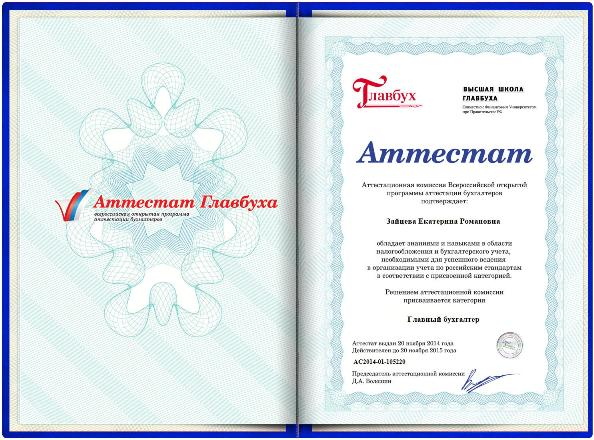 Аттестат Главбуха
всероссийская открытая программа
аттестации бухгалтеров
Главбух
ВЫСШАЯ ШКОЛА
ГЛАВБУХА
Совместно с Финансовым Университетом
при Правительстве РФ
Аттестат
Аттестационная комиссия Всероссийской открытой
программы аттестации бухгалтеров
подтверждает:
Зайцева Екатерина Романовна
обладает знаниями и навыками в области
налогообложения и бухгалтерского учета,
необходимыми для успешного ведения
в организации учета по российским стандартам
в соответствии с присвоенной категорией.
Решением аттестационной комиссии
присваивается категория
Главный бухгалтер
Аттестат выдан 20 ноября 2014 года
Действителен до 20 ноября 2015 года
АС2014-01-105220
Председатель аттестационной комиссии
Д.А. Волошин